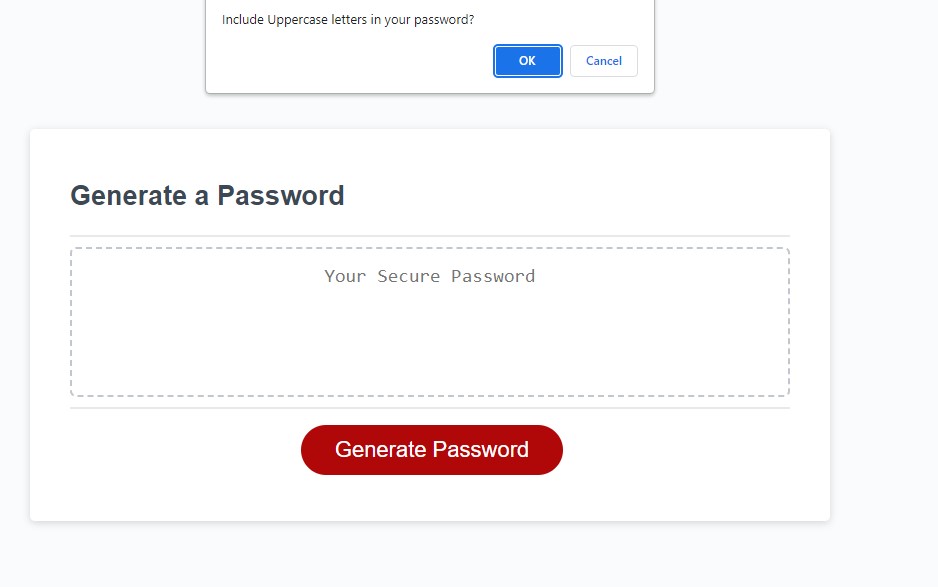 Include Uppercase letters in your password?
OK Cancel
Generate a Password
Your Secure Password
Generate Password